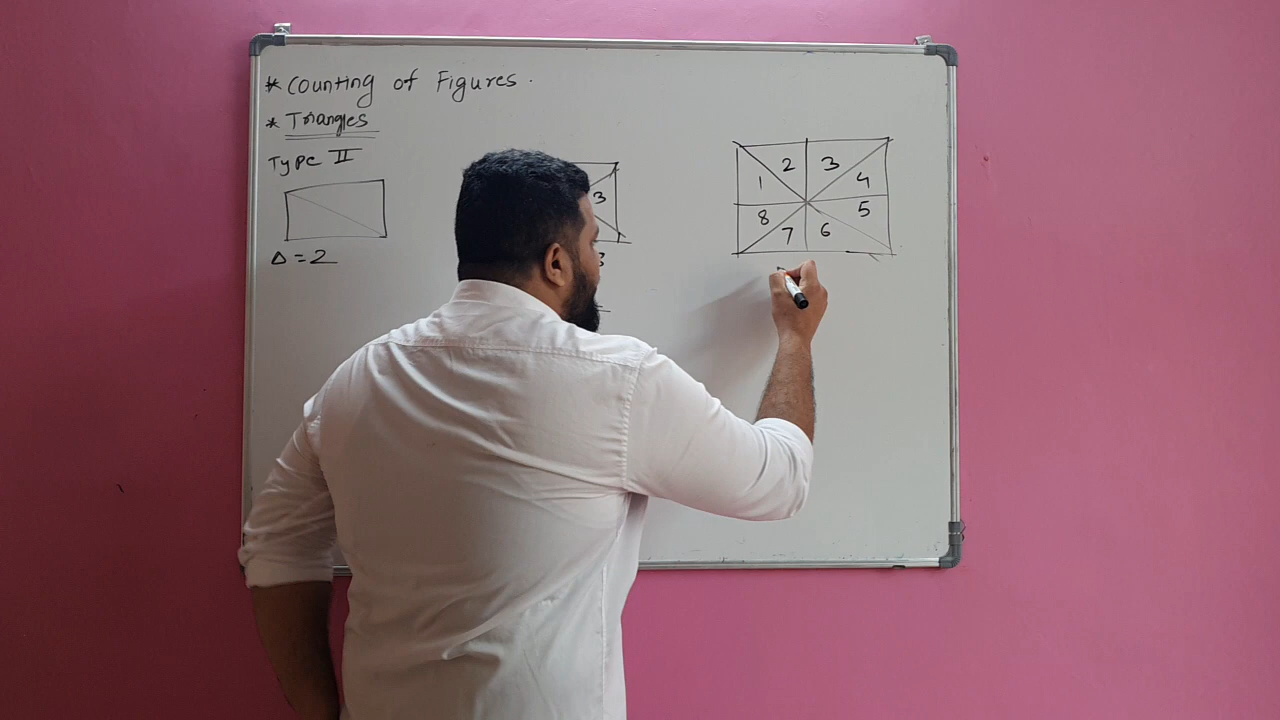 * Counting of Figures.
* Triangles
Type II
Δ = 2
3
3
1 2 3 4
8 7 6 5